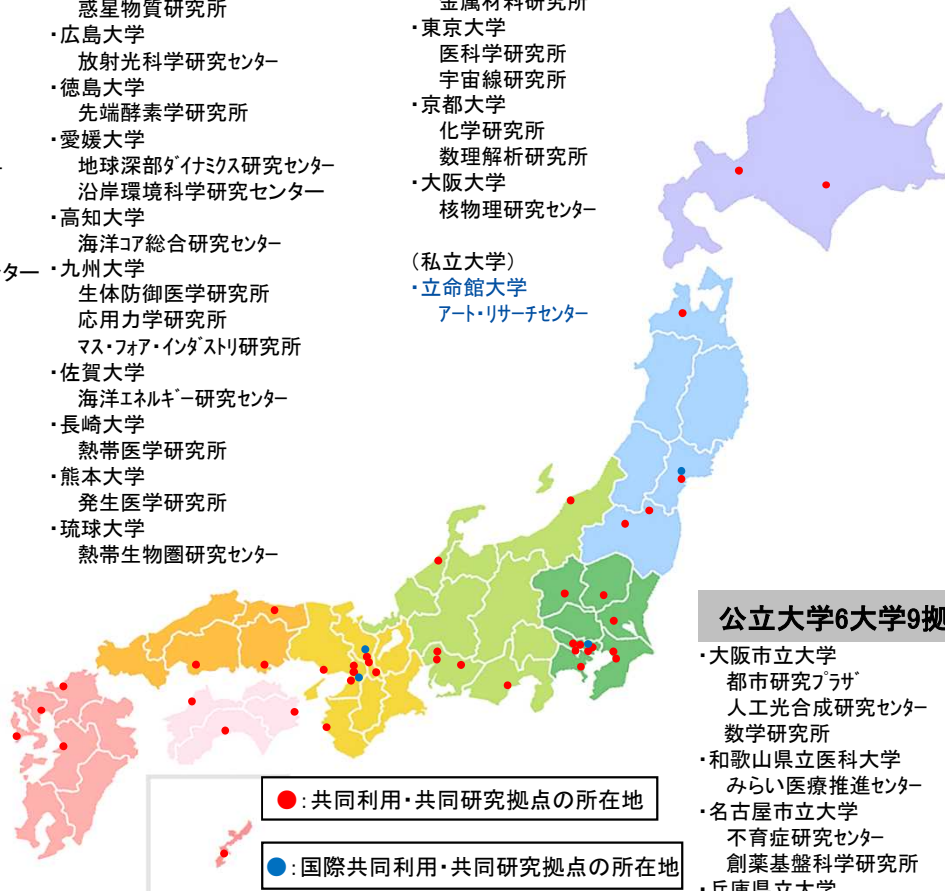 惑星物質研究所
・広島大学
放射光科学研究ｾﾝﾀｰ
・徳島大学
先端酵素学研究所
・愛媛大学
地球深部ﾀﾞｲﾅﾐｸｽ研究ｾﾝﾀｰ
沿岸環境科学研究センター
・高知大学
海洋ｺｱ総合研究ｾﾝﾀｰ
ター
・九州大学
生体防御医学研究所
応用力学研究所
ﾏｽ･ﾌｫｱ･ｲﾝﾀﾞｽﾄﾘ研究所
・佐賀大学
海洋ｴﾈﾙｷﾞｰ研究ｾﾝﾀｰ
・長崎大学
熱帯医学研究所
・熊本大学
発生医学研究所
・琉球大学
熱帯生物圏研究ｾﾝﾀｰ
金属材料研究所
・東京大学
医科学研究所
宇宙線研究所
・京都大学
化学研究所
数理解析研究所
・大阪大学
核物理研究ｾﾝﾀｰ
(私立大学)
・立命館大学
ｱｰﾄ･ﾘｻｰﾁｾﾝﾀｰ
公立大学6大学9拠
・大阪市立大学
都市研究ﾌﾟﾗｻﾞ
人工光合成研究ｾﾝﾀｰ
数学研究所
・和歌山県立医科大学
みらい医療推進ｾﾝﾀｰ
・名古屋市立大学
不育症研究ｾﾝﾀｰ
創薬基盤科学研究所
・兵庫県立大学
●:共同利用・共同研究拠点の所在地
●:国際共同利用・共同研究拠点の所在地